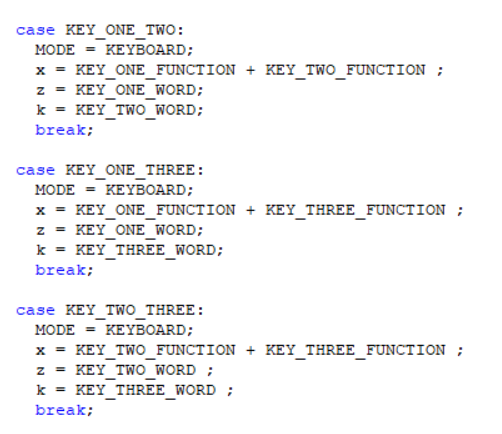 case KEY_ONE_TWO:
MODE = KEYBOARD;
x = KEY_ONE_FUNCTION + KEY_TWO_FUNCTION ;
z = KEY_ONE_WORD;
k = KEY_TWO_WORD;
break;
case KEY_ONE_THREE:
MODE = KEYBOARD;
x = KEY_ONE_FUNCTION + KEY_THREE_FUNCTION ;
z = KEY_ONE_WORD;
k = KEY_THREE_WORD;
break;
case KEY_TWO_THREE:
MODE = KEYBOARD;
x = KEY_TWO_FUNCTION + KEY_THREE_FUNCTION ;
z = KEY_TWO_WORD ;
k = KEY_THREE_WORD ;
break;